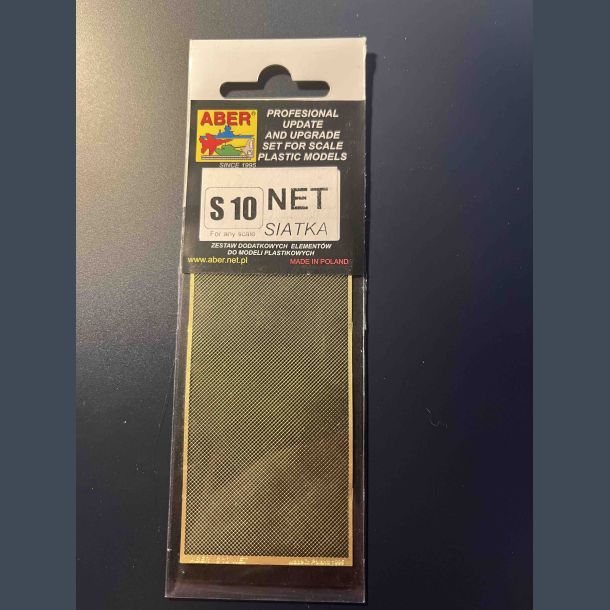 ABER®
SINCE 1995
PROFESIONAL
UPDATE
AND UPGRADE
SET FOR SCALE
PLASTIC MODELS
S 10
For any scale
NET
SIATKA
ZESTAW DODATKOWYCH ELEMENTÓW
DO MODELI PLASTIKOWYCH
www.aber.net.pl
MADE IN POLAND